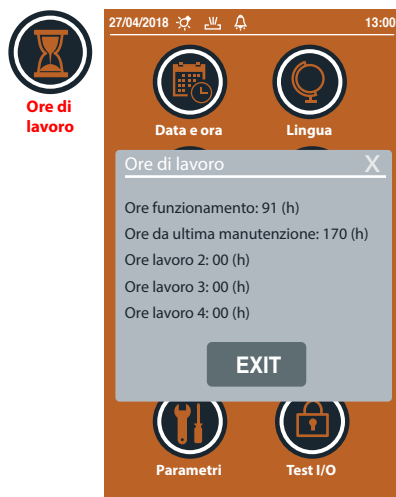 Ore di
lavoro
27/04/2018 13:00
Data e ora
Lingua
Ore di lavoro X
Ore funzionamento: 91 (h)
Ore da ultima manutenzione: 170 (h)
Ore lavoro 2: 00 (h)
Ore lavoro 3: 00 (h)
Ore lavoro 4: 00 (h)
EXIT
Parametri
Test I/O